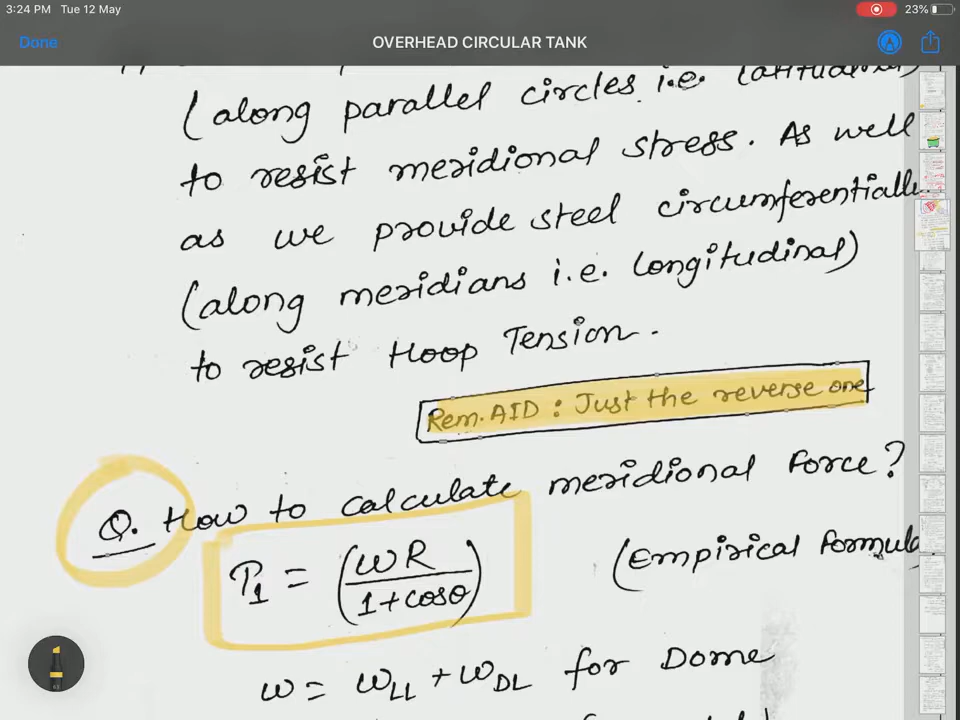 3:24 PM Tue 12 May
23%
Done
OVERHEAD CIRCULAR TANK
(along parallel circles i.e.
to resist meridional stress. As well
as we provide steel circumferentially
(along meridians i.e. longitudinal)
to resist Hoop Tension.
Rem. AID : Just the reverse one
Q. How to calculate meridional Force?
T1 = (wR / 1+cosθ)
(Empirical Formula
w = wLL + wDL for Dome